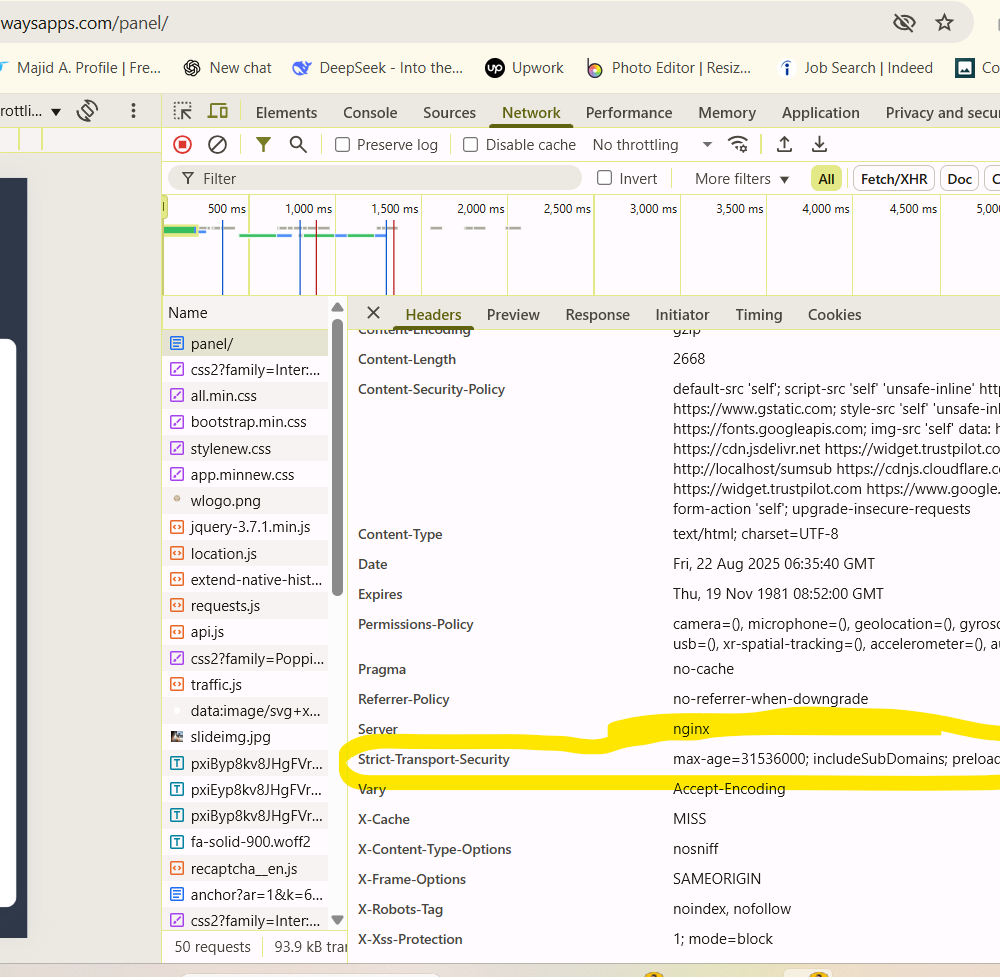 waysapps.com/panel/
Majid A. Profile | Fre... New chat DeepSeek - Into the... Upwork Photo Editor | Resiz... Job Search | Indeed Co
rottli...
Elements Console Sources Network Performance Memory Application Privacy and secur
Preserve log Disable cache No throttling
Filter Invert More filters All Fetch/XHR Doc
500 ms 1,000 ms 1,500 ms 2,000 ms 2,500 ms 3,000 ms 3,500 ms 4,000 ms 4,500 ms 5,00
Name
Headers Preview Response Initiator Timing Cookies
panel/
css2?family=Inter:...
all.min.css
bootstrap.min.css
stylenew.css
app.minnew.css
wlogo.png
jquery-3.7.1.min.js
location.js
extend-native-hist...
requests.js
api.js
css2?family=Poppi...
traffic.js
data:image/svg+x...
slideimg.jpg
pxiByp8kv8JHgFVr...
pxiEyp8kv8JHgFVr...
pxiByp8kv8JHgFVr...
fa-solid-900.woff2
recaptcha__en.js
anchor?ar=1&k=6...
css2?family=Inter:...
50 requests 93.9 kB tran
Content-Encoding gzip
Content-Length 2668
Content-Security-Policy default-src 'self'; script-src 'self' 'unsafe-inline' http
https://www.gstatic.com; style-src 'self' 'unsafe-inl
https://fonts.googleapis.com; img-src 'self' data: h
https://cdn.jsdelivr.net https://widget.trustpilot.co
http://localhost/sumsub https://cdnjs.cloudflare.c
https://widget.trustpilot.com https://www.google.
form-action 'self'; upgrade-insecure-requests
Content-Type text/html; charset=UTF-8
Date Fri, 22 Aug 2025 06:35:40 GMT
Expires Thu, 19 Nov 1981 08:52:00 GMT
Permissions-Policy camera=(), microphone=(), geolocation=(), gyrosc
usb=(), xr-spatial-tracking=(), accelerometer=(), au
Pragma no-cache
Referrer-Policy no-referrer-when-downgrade
Server nginx
Strict-Transport-Security max-age=31536000; includeSubDomains; preload
Vary Accept-Encoding
X-Cache MISS
X-Content-Type-Options nosniff
X-Frame-Options SAMEORIGIN
X-Robots-Tag noindex, nofollow
X-Xss-Protection 1; mode=block